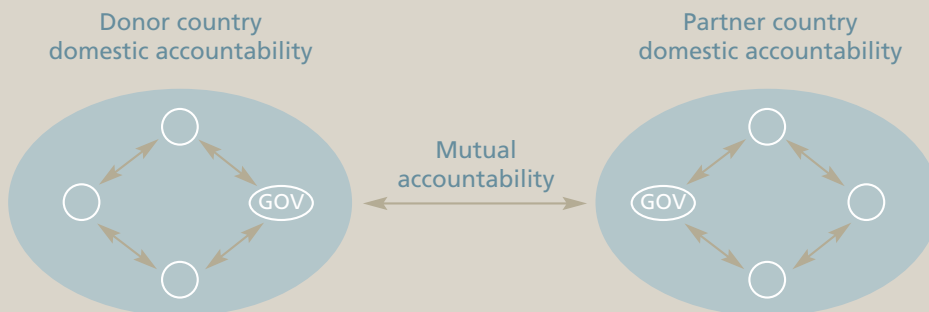 Donor country
domestic accountability
Partner country
domestic accountability
Mutual
accountability
GOV
GOV